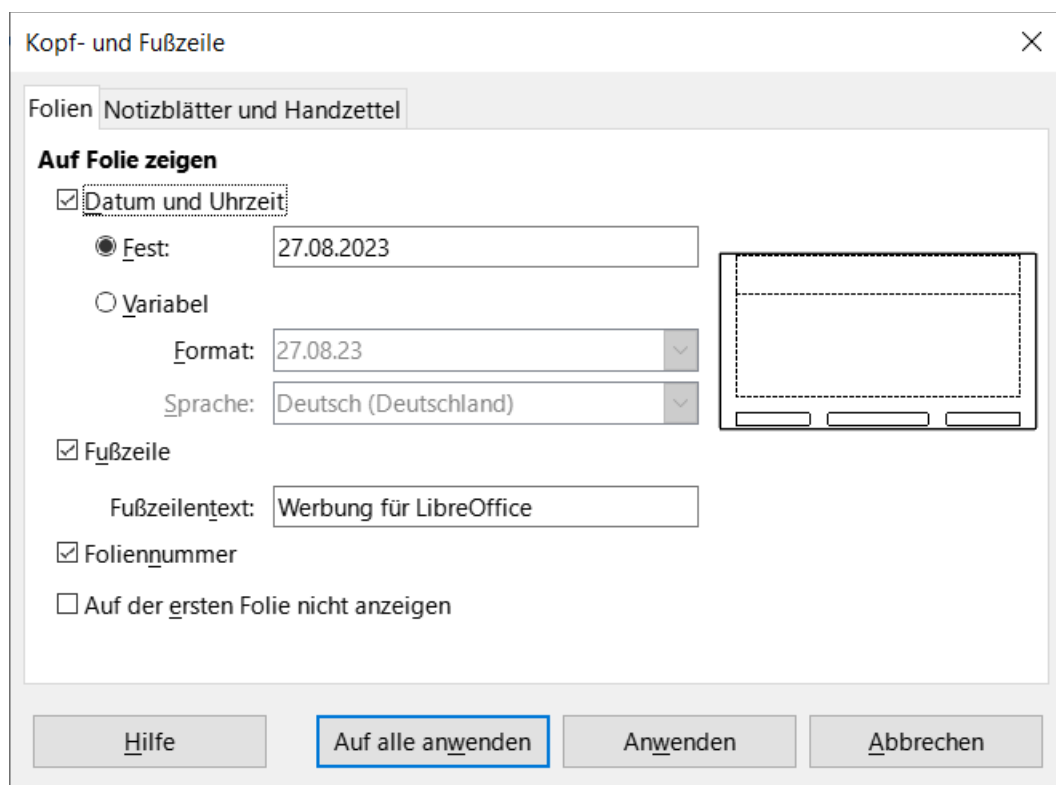 Kopf- und Fußzeile
Folien Notizblätter und Handzettel
Auf Folie zeigen
Datum und Uhrzeit
Fest: 27.08.2023
Variabel
Format: 27.08.23
Sprache: Deutsch (Deutschland)
Fußzeile
Fußzeilentext: Werbung für LibreOffice
Foliennummer
Auf der ersten Folie nicht anzeigen
Hilfe Auf alle anwenden Anwenden Abbrechen